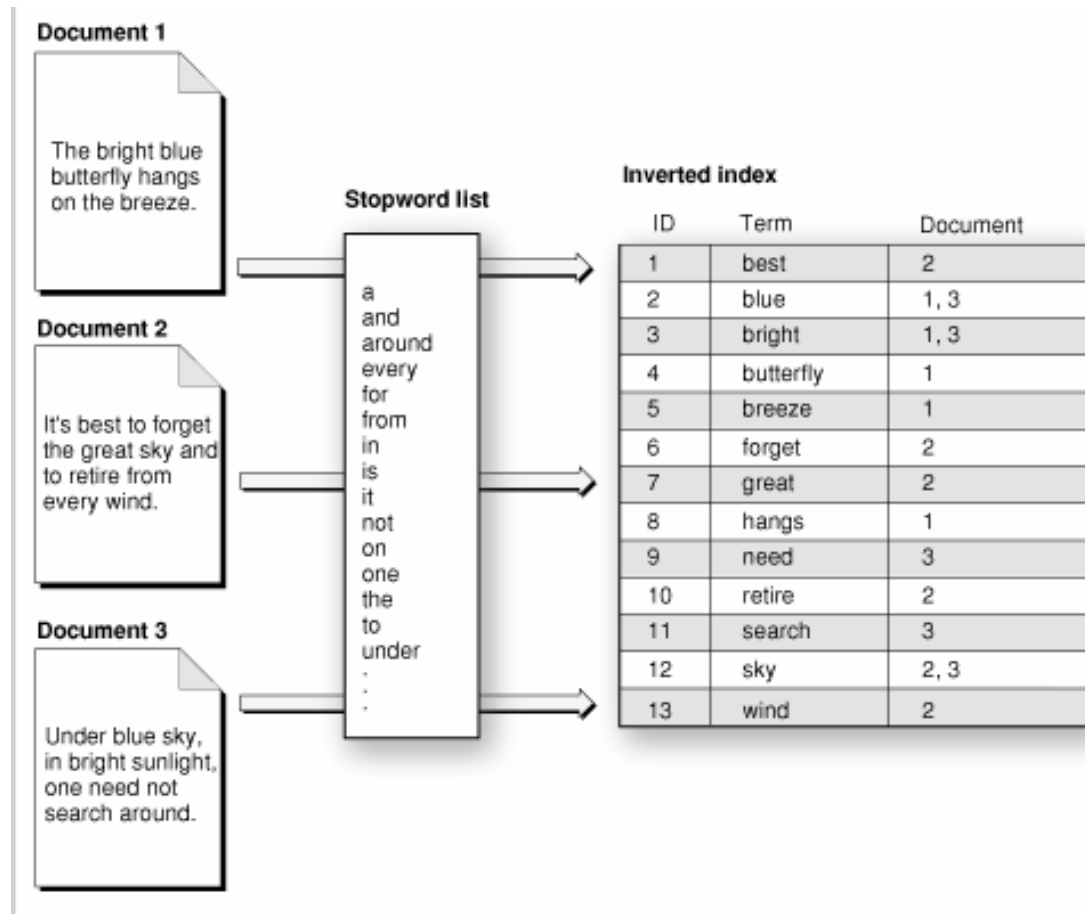 Document 1
The bright blue
butterfly hangs
on the breeze.
Document 2
It's best to forget
the great sky and
to retire from
every wind.
Document 3
Under blue sky,
in bright sunlight,
one need not
search around.
Stopword list
a
and
around
every
for
from
in
is
it
not
on
one
the
to
under
:
.
Inverted index
ID Term Document
1 best 2
2 blue 1, 3
3 bright 1, 3
4 butterfly 1
5 breeze 1
6 forget 2
7 great 2
8 hangs 1
9 need 3
10 retire 2
11 search 3
12 sky 2, 3
13 wind 2